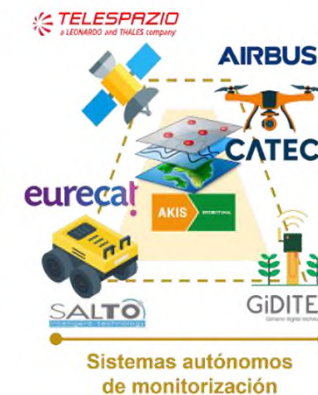 TELESPAZIO
a LEONARDO and THALES company
AIRBUS
CATEC
eurecat
AKIS
SALTO
GiDITE
Sistemas autónomos
de monitorización